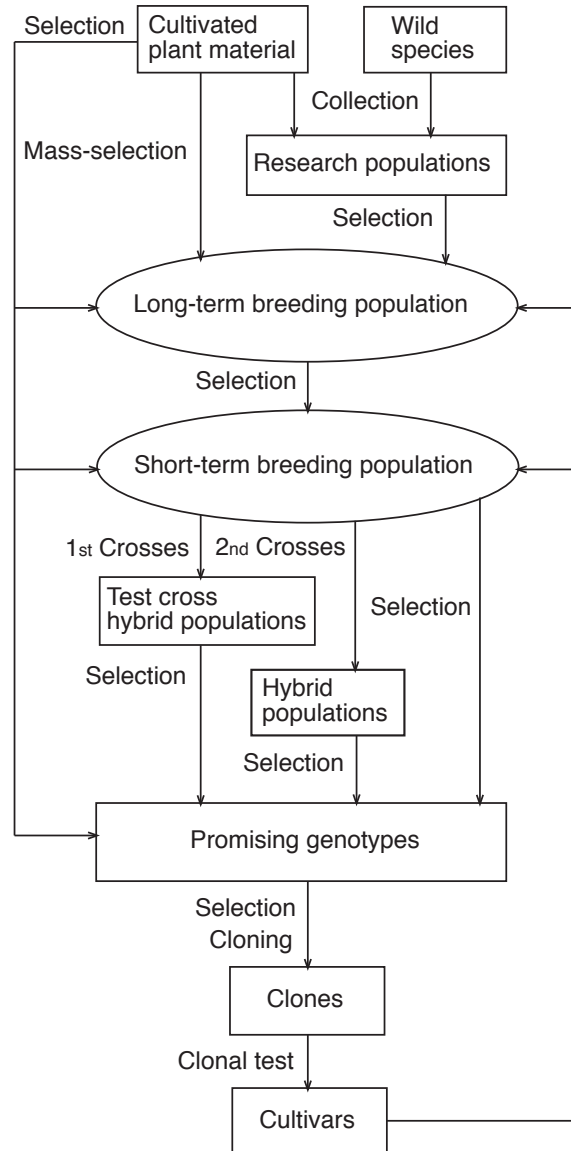 Selection
Cultivated
plant material
Wild
species
Collection
Mass-selection
Research populations
Selection
Long-term breeding population
Selection
Short-term breeding population
1st Crosses
2nd Crosses
Test cross
hybrid populations
Selection
Selection
Hybrid
populations
Selection
Promising genotypes
Selection
Cloning
Clones
Clonal test
Cultivars